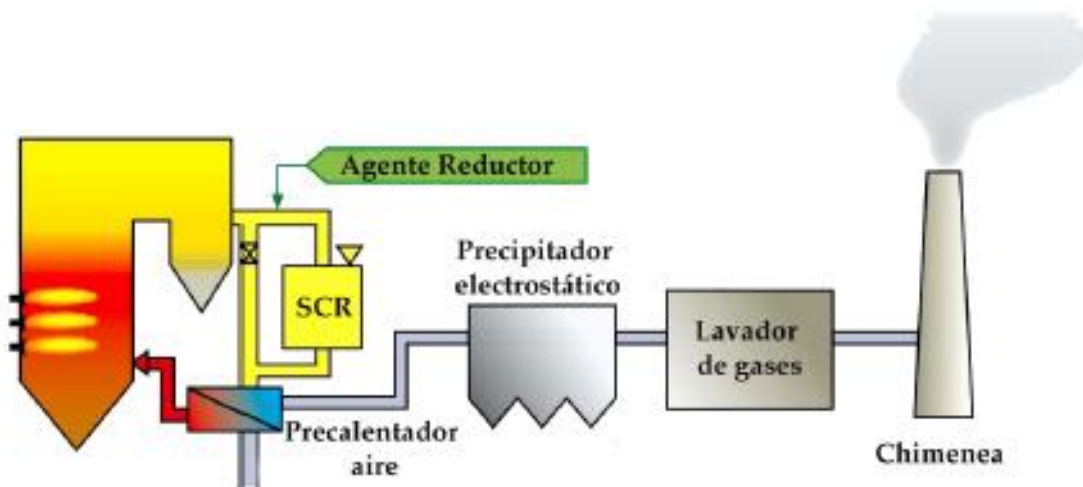 Agente Reductor
Precipitador
electrostático
SCR
Lavador
de gases
Precalentador
aire
Chimenea